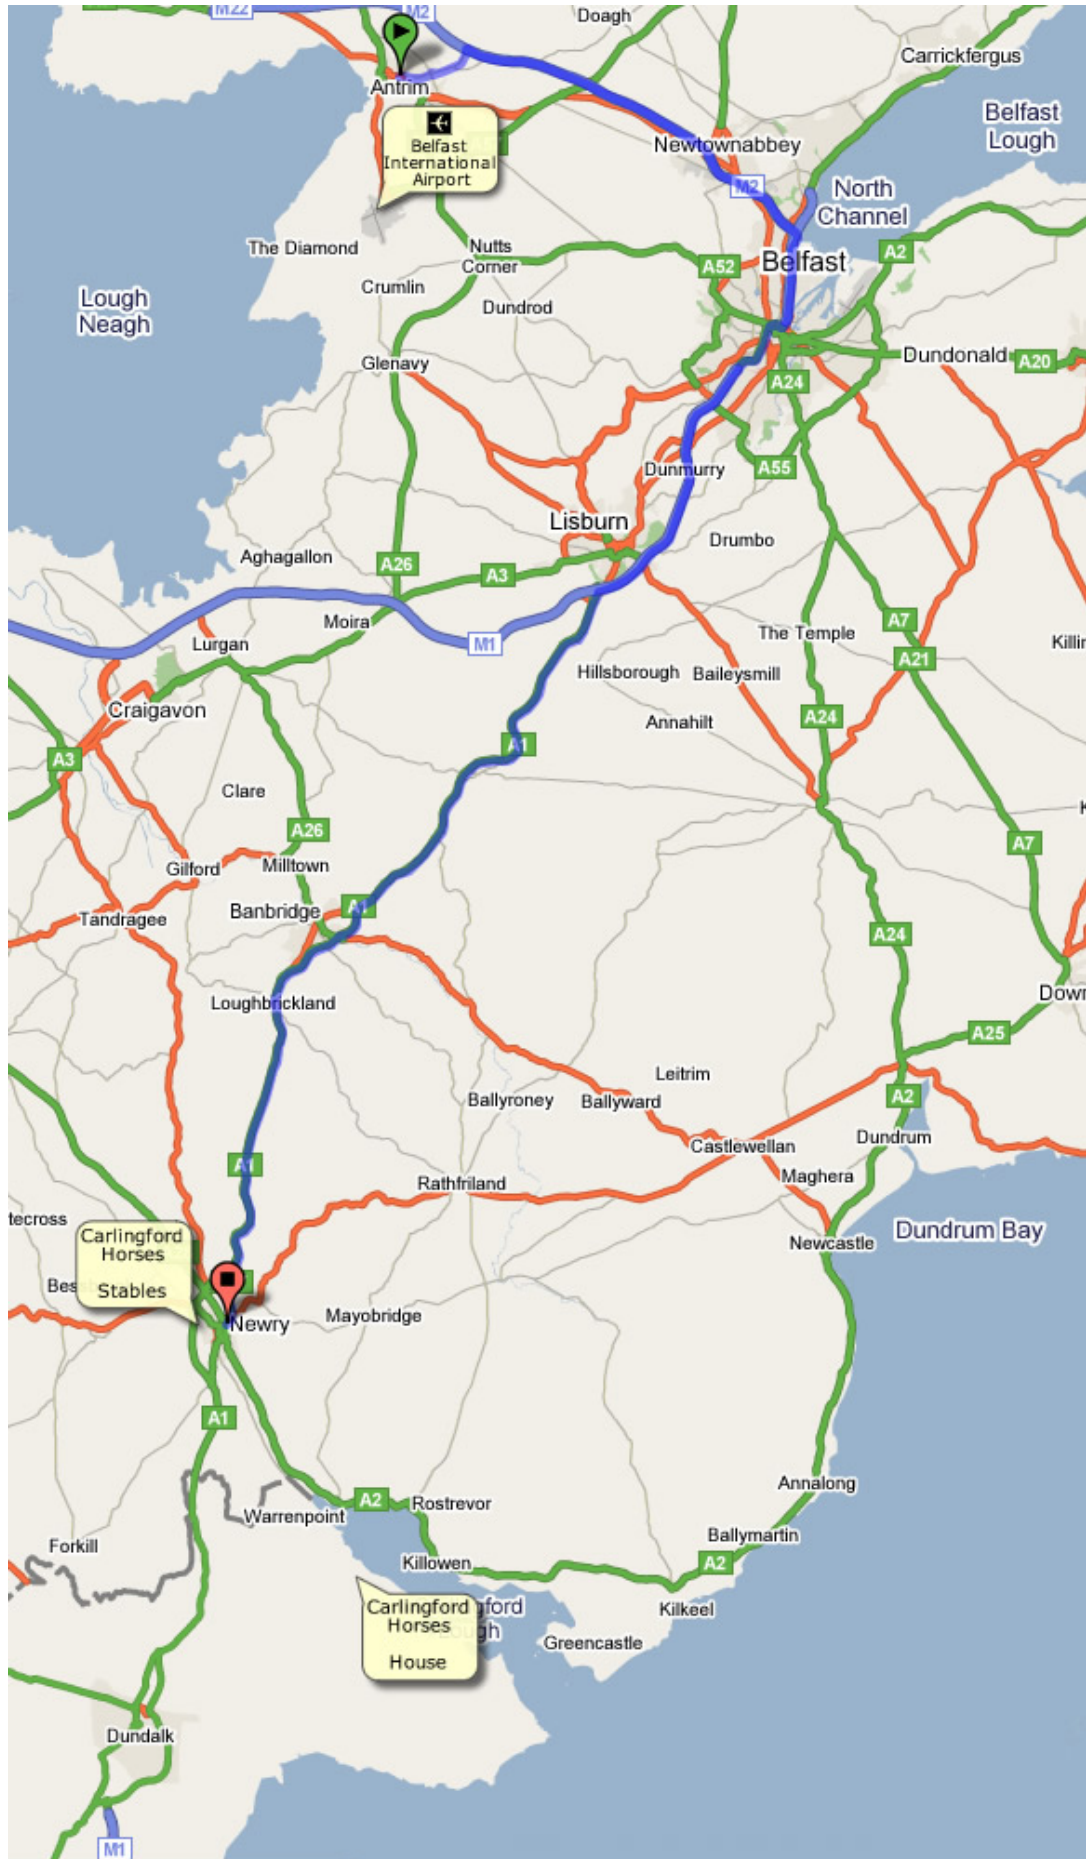 M22
M2
Doagh
Carrickfergus
Antrim
Belfast
Lough
Belfast
International
Airport
Newtownabbey
M2
North
Channel
The Diamond
Nutts
Corner
A52
Belfast
A2
Crumlin
Lough
Neagh
Dundrod
Glenavy
Dundonald
A20
A24
Dunmurry
A55
Lisburn
Drumbo
Aghagallon
A26
A3
Moira
A7
Lurgan
M1
The Temple
Killin
A21
Hillsborough
Baileysmill
Craigavon
A24
Annahilt
A1
A3
Clare
A26
A7
Gilford
Milltown
Banbridge
A1
Tandragee
A24
Down
Loughbrickland
A25
Leitrim
Ballyroney
Ballyward
A2
Castlewellan
Dundrum
A1
Rathfriland
Maghera
tecross
Carlingford
Horses
Stables
Newcastle
Dundrum Bay
Bess
Newry
Mayobridge
A1
Annalong
A2
Rostrevor
Warrenpoint
Ballymartin
Forkill
Killowen
A2
Carlingford
Horses
House
gford
gh
Kilkeel
Greencastle
Dundalk
M1